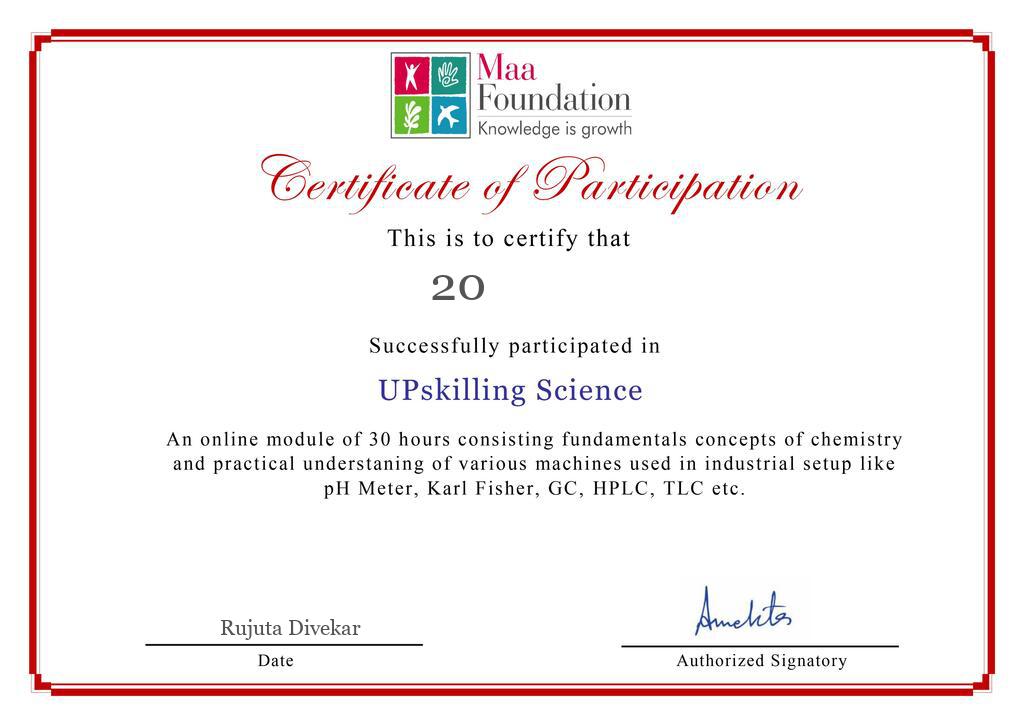 Maa
Foundation
Knowledge is growth
Certificate of Participation
This is to certify that
20
Successfully participated in
UPskilling Science
An online module of 30 hours consisting fundamentals concepts of chemistry
and practical understaning of various machines used in industrial setup like
pH Meter, Karl Fisher, GC, HPLC, TLC etc.
Rujuta Divekar
Date
Authorized Signatory